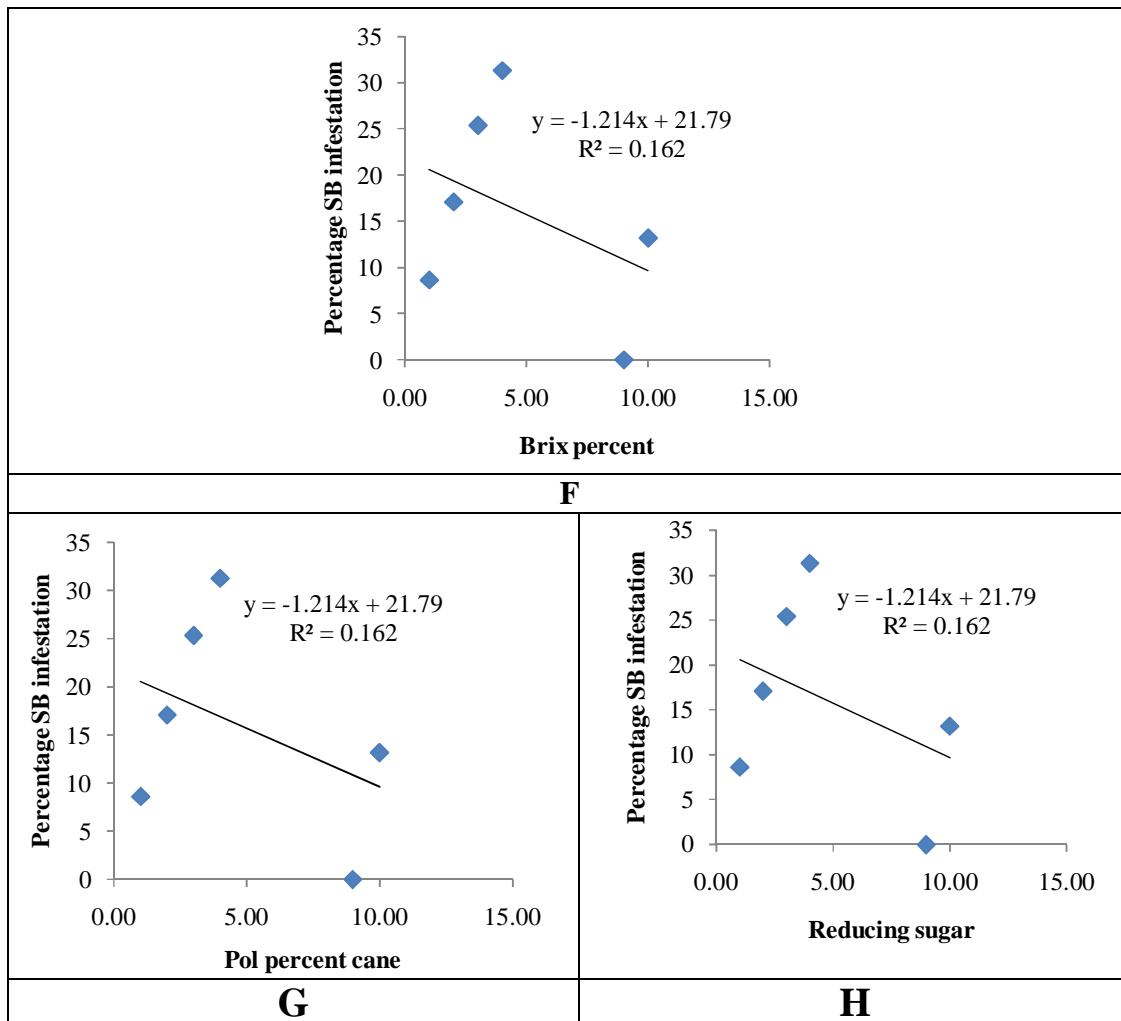 35
30
25
20
15
10
5
0
Percentage SB infestation
y = -1.214x + 21.79
R² = 0.162
0.00 5.00 10.00 15.00
Brix percent
F
35
30
25
20
15
10
5
0
Percentage SB infestation
y = -1.214x + 21.79
R² = 0.162
0.00 5.00 10.00 15.00
Pol percent cane
G
35
30
25
20
15
10
5
0
Percentage SB infestation
y = -1.214x + 21.79
R² = 0.162
0.00 5.00 10.00 15.00
Reducing sugar
H